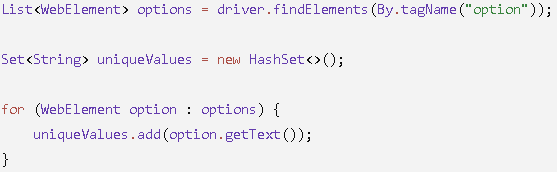 List<WebElement> options = driver.findElements(By.tagName("option"));
Set<String> uniqueValues = new HashSet<>();
for (WebElement option : options) {
    uniqueValues.add(option.getText());
}